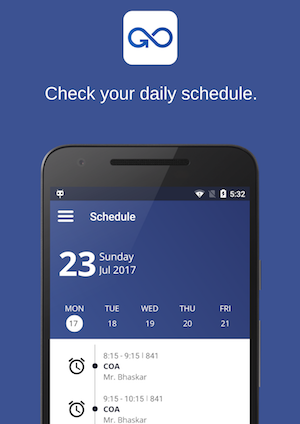 GO
Check your daily schedule.
5:32
Schedule
23 Sunday
Jul 2017
MON TUE WED THU FRI
17 18 19 20 21
8:15 - 9:15 | 841
COA
Mr. Bhaskar
9:15 - 10:15 | 841
COA
Mr. Bhaskar